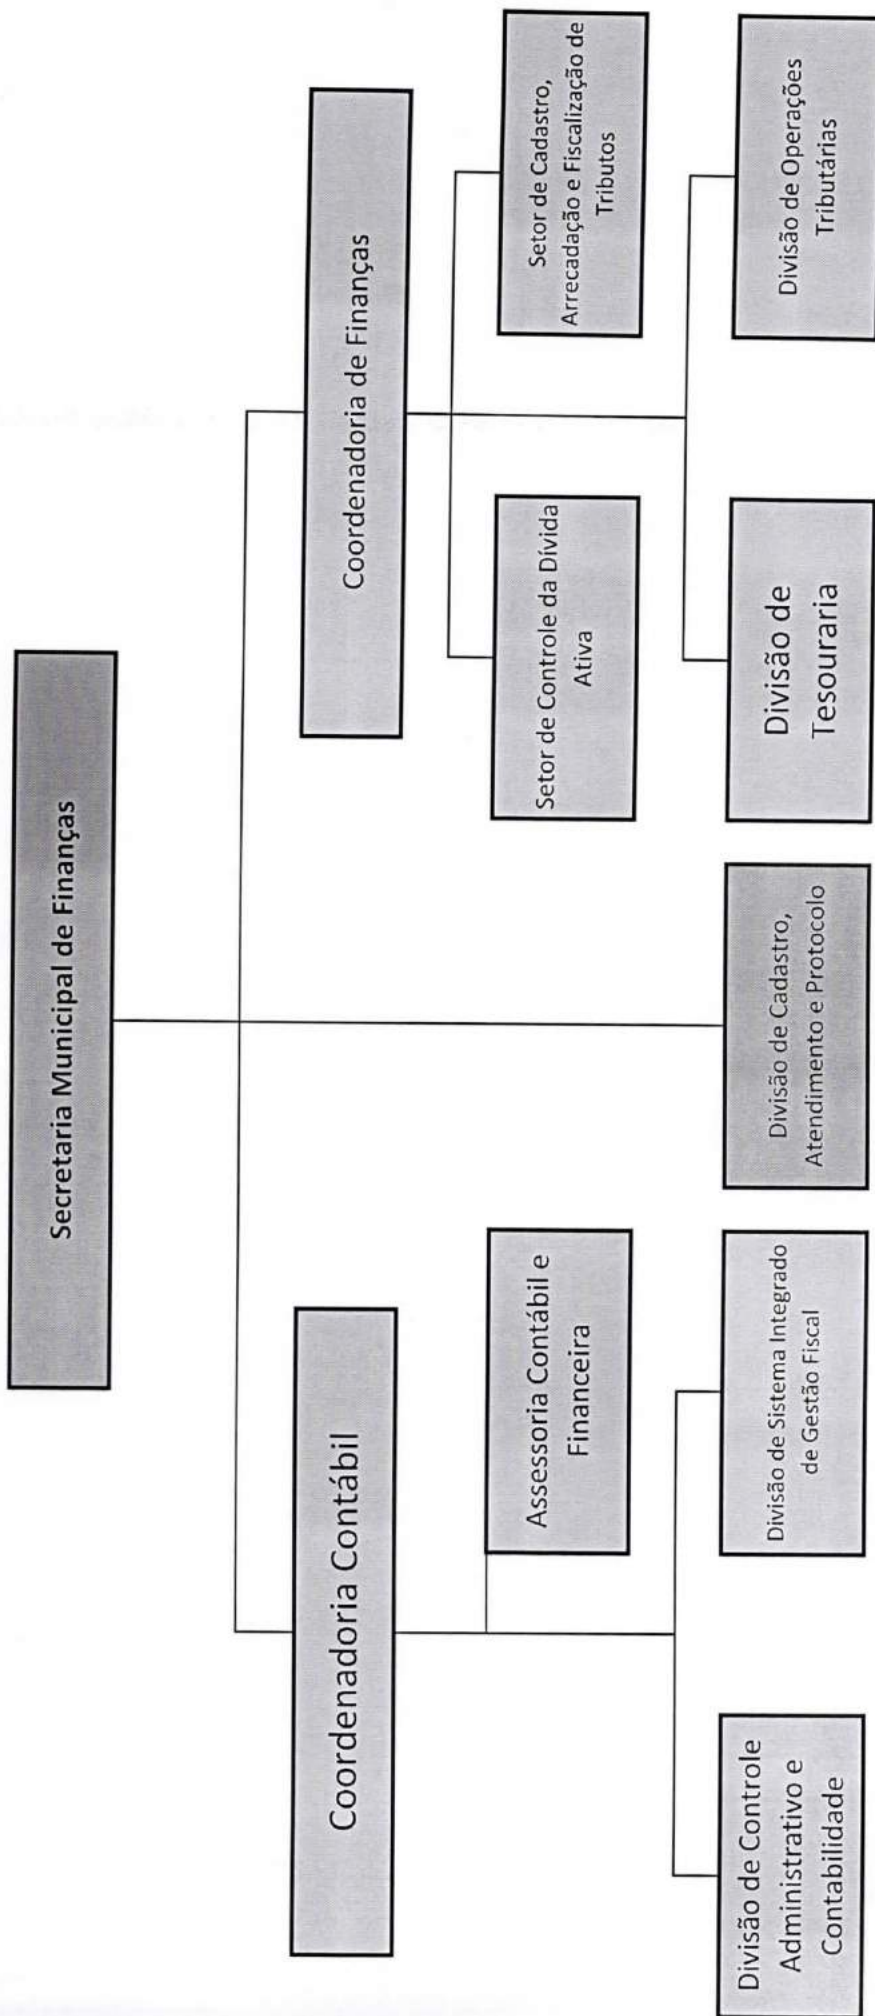 Secretaria Municipal de Finanças
Coordenadoria Contábil
Coordenadoria de Finanças
Assessoria Contábil e
Financeira
Setor de Controle da Dívida
Ativa
Setor de Cadastro,
Arrecadação e Fiscalização de
Tributos
Divisão de Controle
Administrativo e
Contabilidade
Divisão de Sistema Integrado
de Gestão Fiscal
Divisão de Cadastro,
Atendimento e Protocolo
Divisão de
Tesouraria
Divisão de Operações
Tributárias